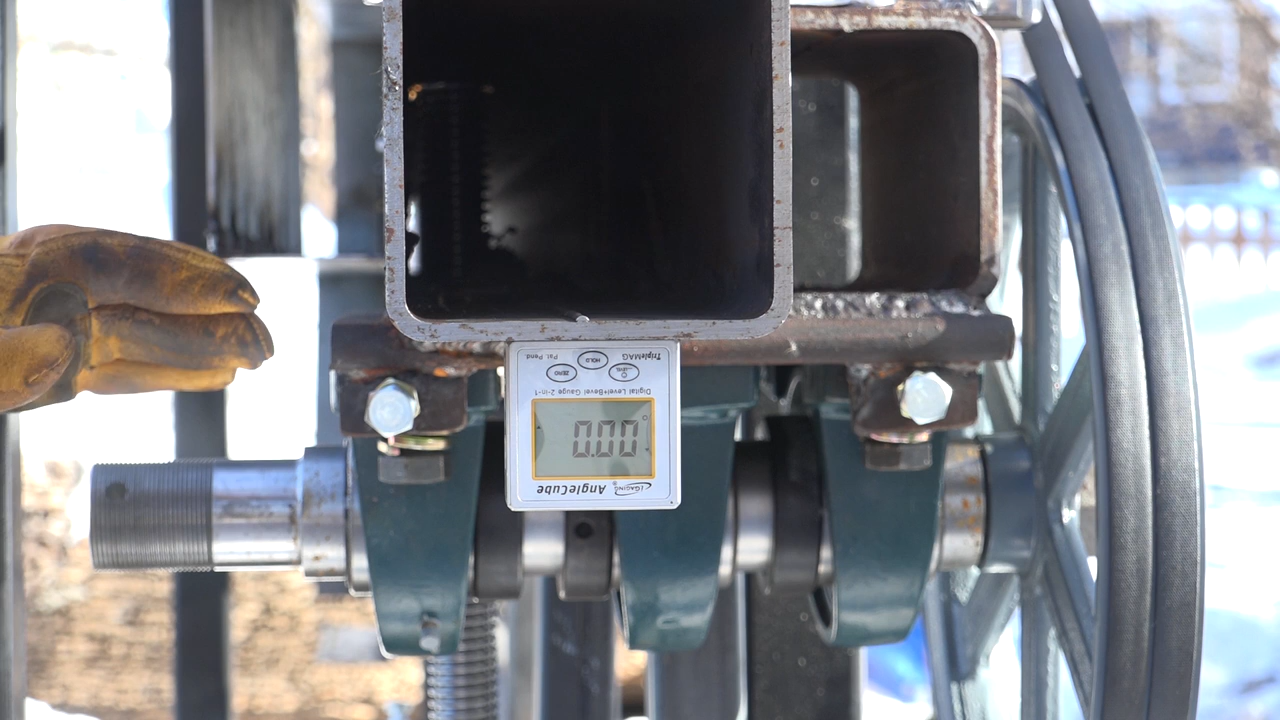 iGAGING® AngleCube
0.00°
Digital Level+Bevel Gauge 2-in-1
LEVEL ZERO
HOLD
TripleMAG Pat. Pend